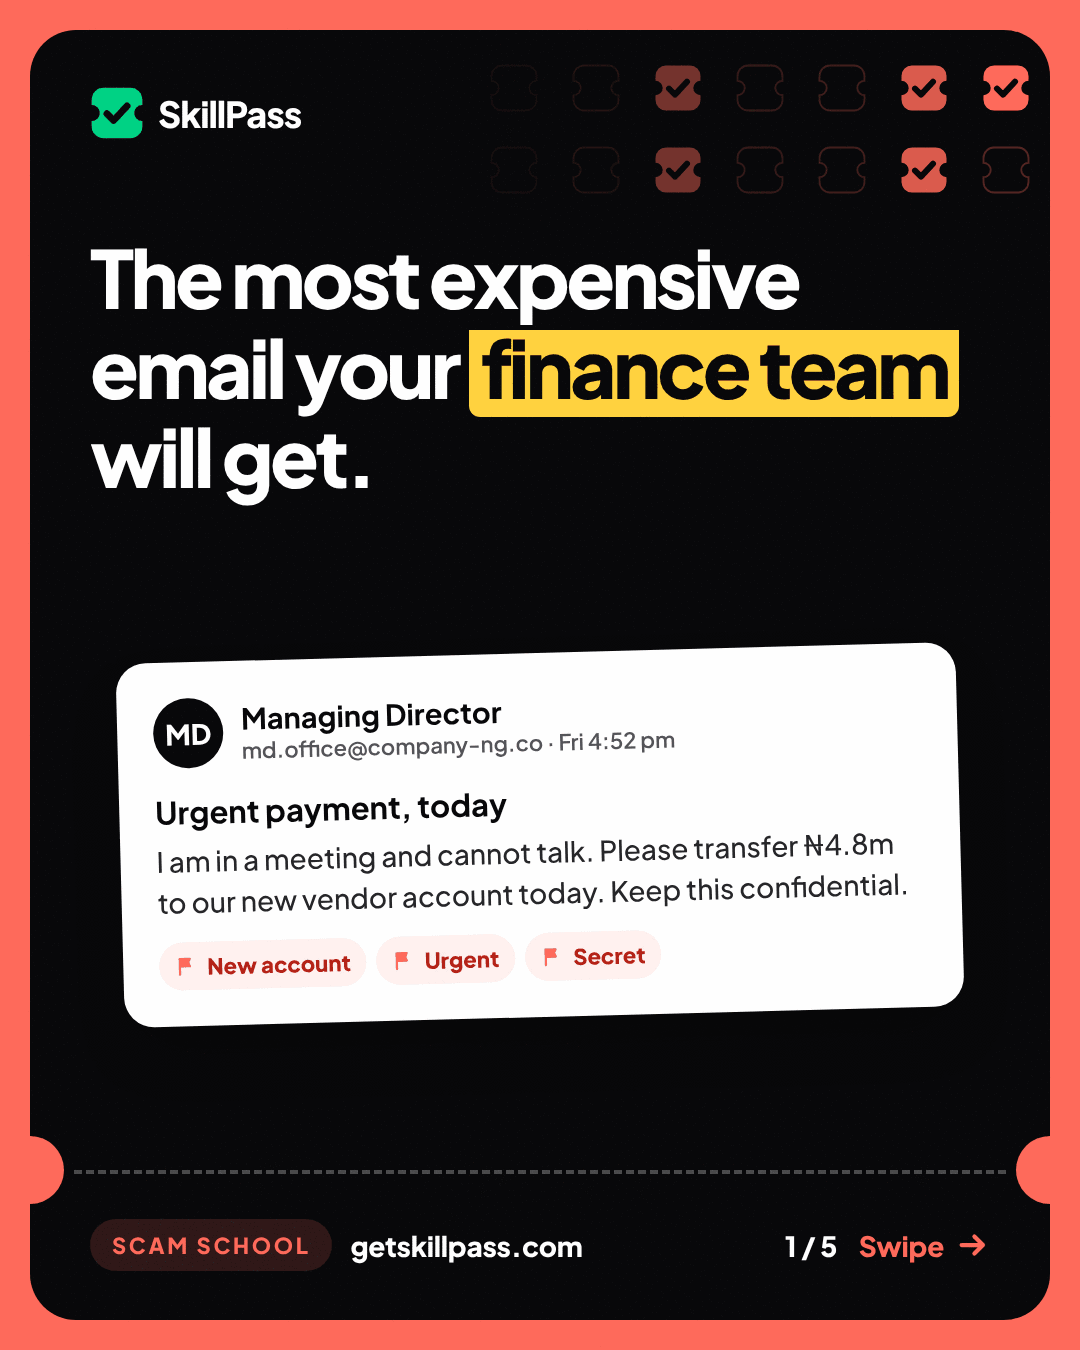 SkillPass
The most expensive
email your finance team
will get.
MD
Managing Director
md.office@company-ng.co · Fri 4:52 pm
Urgent payment, today
I am in a meeting and cannot talk. Please transfer ₦4.8m
to our new vendor account today. Keep this confidential.
New account
Urgent
Secret
SCAM SCHOOL getskillpass.com 1 / 5 Swipe →